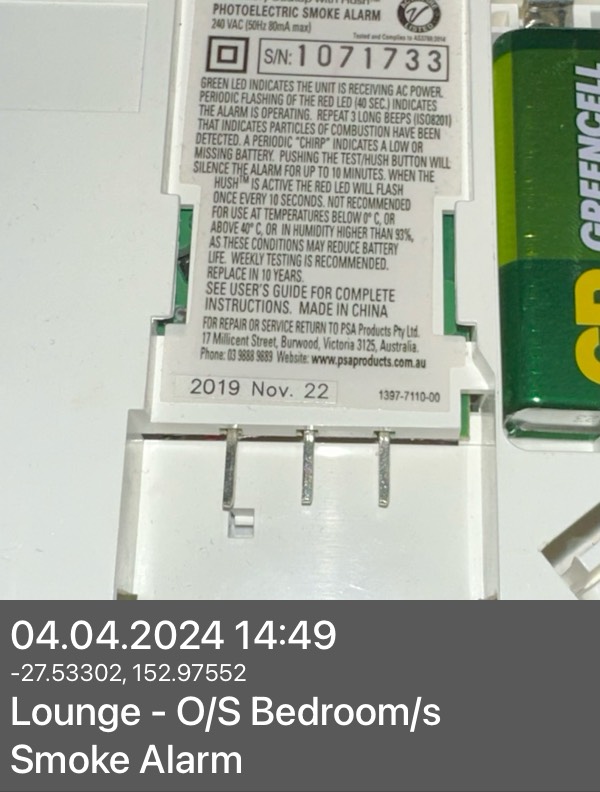 PHOTOELECTRIC SMOKE ALARM
240 VAC (50Hz 80mA max)
Tested and Complies to AS3786:2014
LISTED
S/N: 1071733
GREEN LED INDICATES THE UNIT IS RECEIVING AC POWER.
PERIODIC FLASHING OF THE RED LED (40 SEC.) INDICATES
THE ALARM IS OPERATING. REPEAT 3 LONG BEEPS (ISO8201)
THAT INDICATES PARTICLES OF COMBUSTION HAVE BEEN
DETECTED. A PERIODIC "CHIRP" INDICATES A LOW OR
MISSING BATTERY. PUSHING THE TEST/HUSH BUTTON WILL
SILENCE THE ALARM FOR UP TO 10 MINUTES. WHEN THE
HUSH™ IS ACTIVE THE RED LED WILL FLASH
ONCE EVERY 10 SECONDS. NOT RECOMMENDED
FOR USE AT TEMPERATURES BELOW 0° C, OR
ABOVE 40° C, OR IN HUMIDITY HIGHER THAN 93%,
AS THESE CONDITIONS MAY REDUCE BATTERY
LIFE. WEEKLY TESTING IS RECOMMENDED.
REPLACE IN 10 YEARS.
SEE USER'S GUIDE FOR COMPLETE
INSTRUCTIONS. MADE IN CHINA
FOR REPAIR OR SERVICE RETURN TO PSA Products Pty Ltd.
17 Millicent Street, Burwood, Victoria 3125, Australia.
Phone: 03 9888 9889 Website: www.psaproducts.com.au
2019 Nov. 22
1397-7110-00
GP GREENCELL
04.04.2024 14:49
-27.53302, 152.97552
Lounge - O/S Bedroom/s
Smoke Alarm